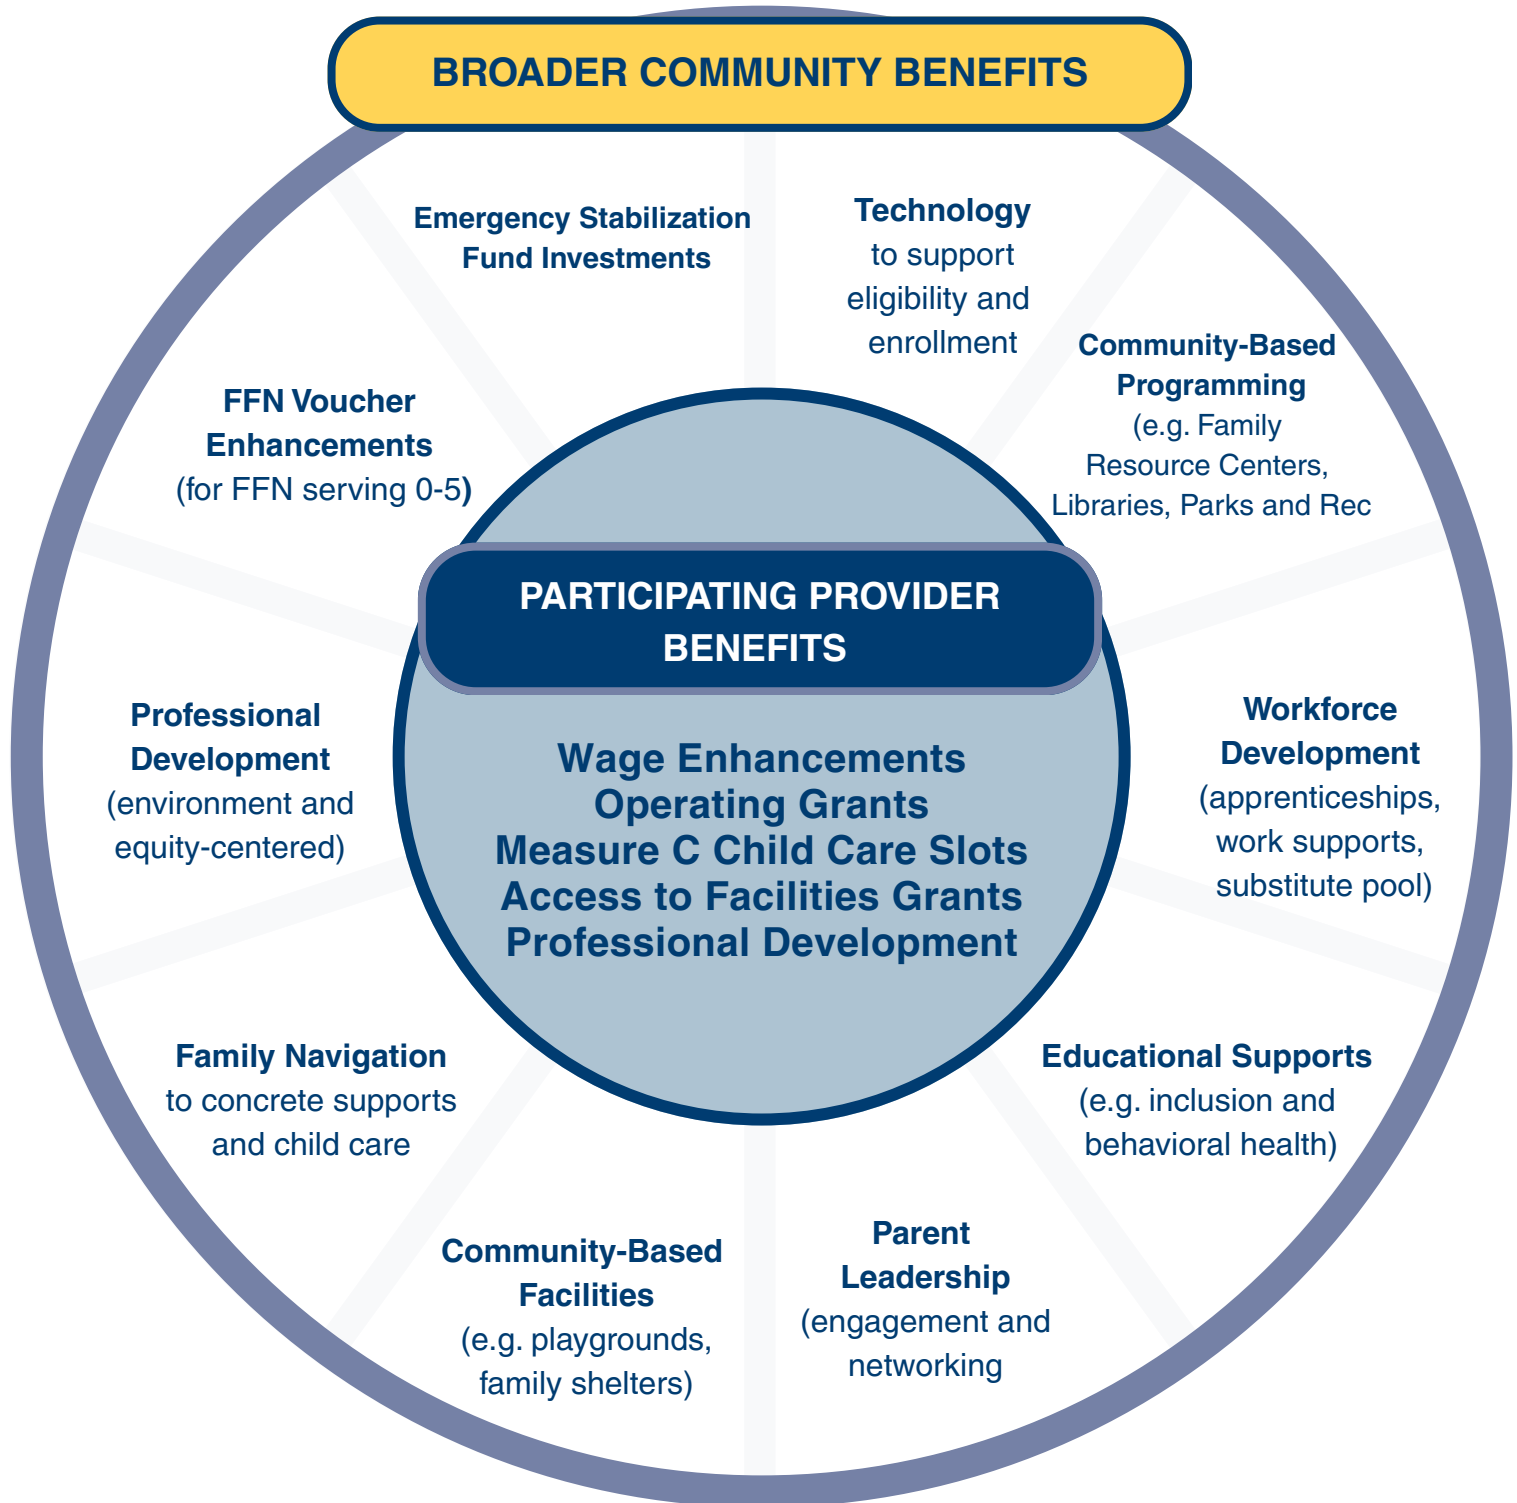 BROADER COMMUNITY BENEFITS
Emergency Stabilization
Fund Investments
Technology
to support
eligibility and
enrollment
Community-Based
Programming
(e.g. Family
Resource Centers,
Libraries, Parks and Rec
Workforce
Development
(apprenticeships,
work supports,
substitute pool)
Educational Supports
(e.g. inclusion and
behavioral health)
Parent
Leadership
(engagement and
networking
Community-Based
Facilities
(e.g. playgrounds,
family shelters)
Family Navigation
to concrete supports
and child care
Professional
Development
(environment and
equity-centered)
FFN Voucher
Enhancements
(for FFN serving 0-5)
PARTICIPATING PROVIDER
BENEFITS
Wage Enhancements
Operating Grants
Measure C Child Care Slots
Access to Facilities Grants
Professional Development